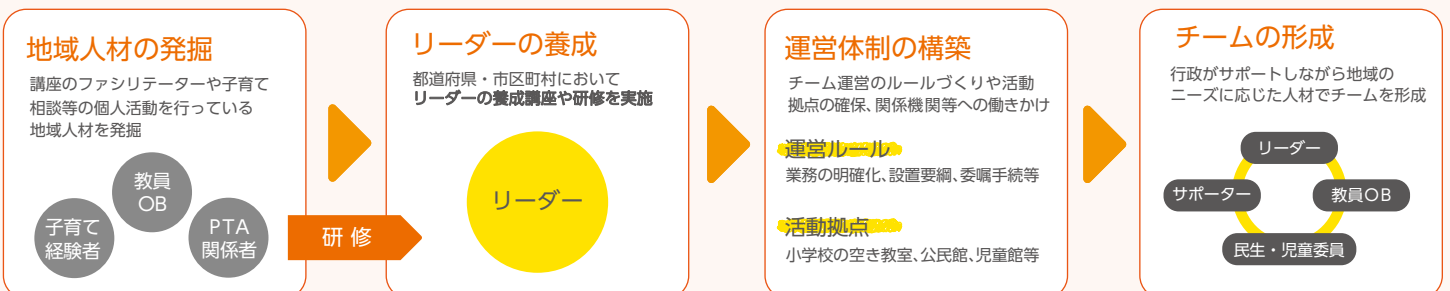 地域人材の発掘
講座のファシリテーターや子育て
相談等の個人活動を行っている
地域人材を発掘
教員
OB
子育て
経験者
PTA
関係者
研修
リーダーの養成
都道府県・市区町村において
リーダーの養成講座や研修を実施
リーダー
運営体制の構築
チーム運営のルールづくりや活動
拠点の確保、関係機関等への働きかけ
運営ルール
業務の明確化、設置要綱、委嘱手続等
活動拠点
小学校の空き教室、公民館、児童館等
チームの形成
行政がサポートしながら地域の
ニーズに応じた人材でチームを形成
リーダー
サポーター
教員OB
民生・児童委員